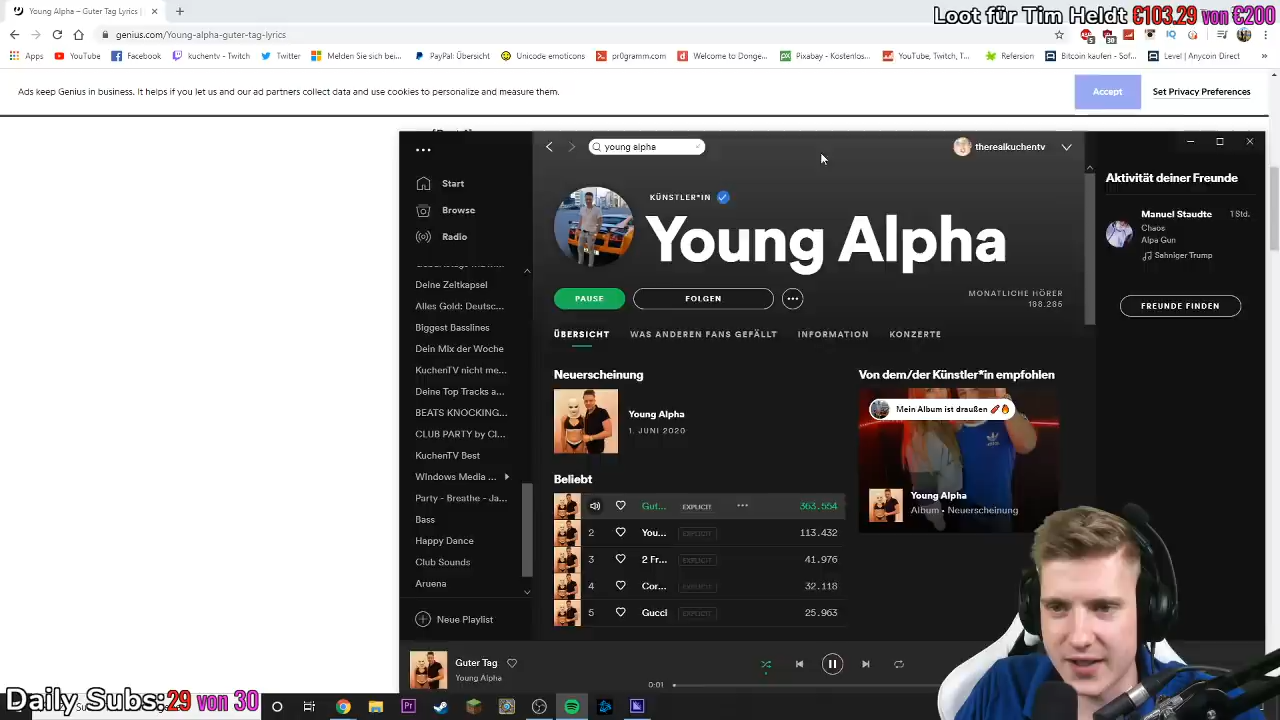 Young Alpha – Guter Tag Lyrics |
Loot für Tim Heldt €103.29 von €200
genius.com/Young-alpha-guter-tag-lyrics
Apps YouTube Facebook kuchentv - Twitch Twitter Melden Sie sich bei... PayPal Übersicht Unicode emoticons pr0gramm.com Welcome to Donge... Pixabay - Kostenlos... YouTube, Twitch, T... Refersion Bitcoin kaufen - Sof... Level | Anycoin Direct »
Ads keep Genius in business. It helps if you let us and our ad partners collect data and use cookies to personalize and measure them.
Accept
Set Privacy Preferences
young alpha
therealkuchentv
Start
Browse
Radio
Deine Zeitkapsel
Alles Gold: Deutsc...
Biggest Basslines
Dein Mix der Woche
KuchenTV nicht me...
Deine Top Tracks a...
BEATS KNOCKING...
CLUB PARTY by Cl...
KuchenTV Best
Windows Media ...
Party - Breathe - Ja...
Bass
Happy Dance
Club Sounds
Aruena
Neue Playlist
KÜNSTLER*IN
Young Alpha
PAUSE
FOLGEN
MONATLICHE HÖRER
188.285
ÜBERSICHT
WAS ANDEREN FANS GEFÄLLT
INFORMATION
KONZERTE
Neuerscheinung
Young Alpha
1. JUNI 2020
Von dem/der Künstler*in empfohlen
Mein Album ist draußen 🚀🔥
Young Alpha
Album • Neuerscheinung
Beliebt
Gut... EXPLICIT ••• 363.554
2 You... EXPLICIT 113.432
3 2 Fr... EXPLICIT 41.976
4 Cor... EXPLICIT 32.118
5 Gucci EXPLICIT 25.963
Aktivität deiner Freunde
Manuel Staudte 1 Std.
Chaos
Alpa Gun
Sahniger Trump
FREUNDE FINDEN
Guter Tag
Young Alpha
0:01
Daily Subs: 29 von 30